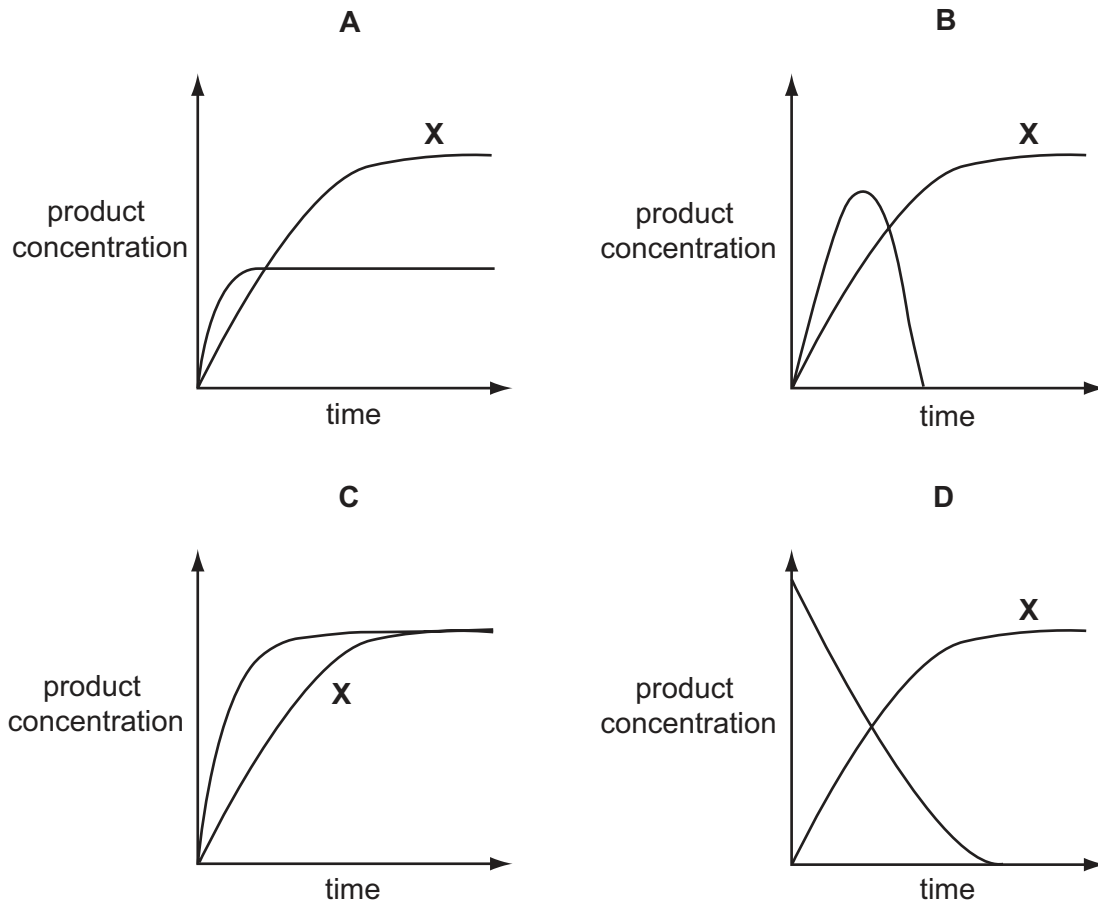 A
X
product
concentration
time
B
X
product
concentration
time
C
X
product
concentration
time
D
X
product
concentration
time